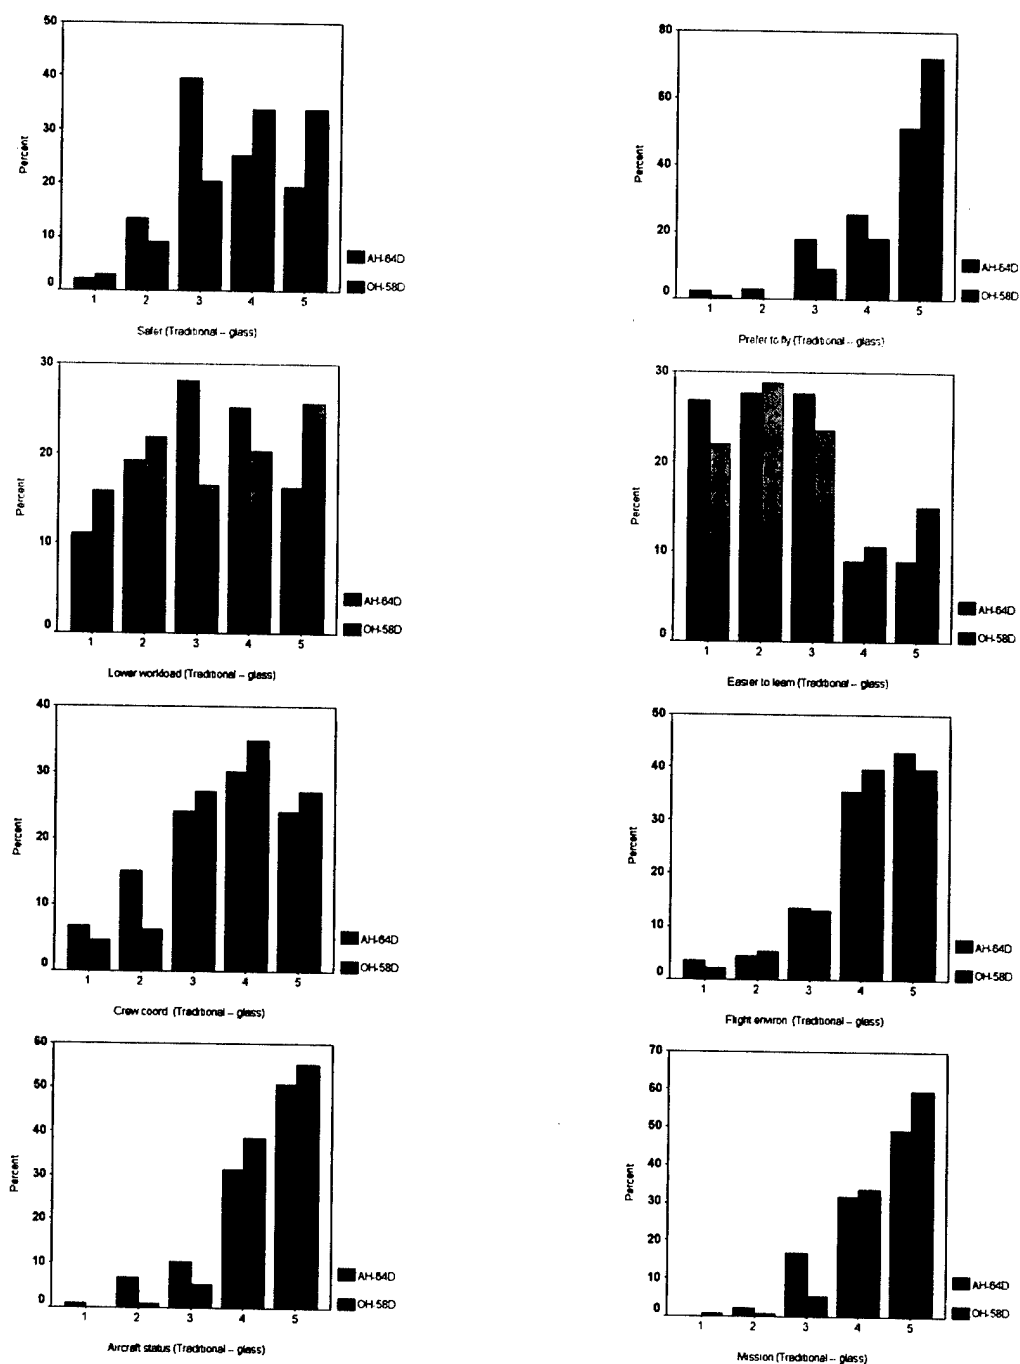 50
40
30
20
10
0
Percent
1 2 3 4 5
AH-64D
OH-58D
Safer (Traditional – glass)
80
60
40
20
0
Percent
1 2 3 4 5
AH-64D
OH-58D
Prefer to fly (Traditional – glass)
30
20
10
0
Percent
1 2 3 4 5
AH-64D
OH-58D
Lower workload (Traditional – glass)
30
20
10
0
Percent
1 2 3 4 5
AH-64D
OH-58D
Easier to learn (Traditional – glass)
40
30
20
10
0
Percent
1 2 3 4 5
AH-64D
OH-58D
Crew coord (Traditional – glass)
50
40
30
20
10
0
Percent
1 2 3 4 5
AH-64D
OH-58D
Flight environ (Traditional – glass)
60
50
40
30
20
10
0
Percent
1 2 3 4 5
AH-64D
OH-58D
Aircraft status (Traditional – glass)
70
60
50
40
30
20
10
0
Percent
1 2 3 4 5
AH-64D
OH-58D
Mission (Traditional – glass)